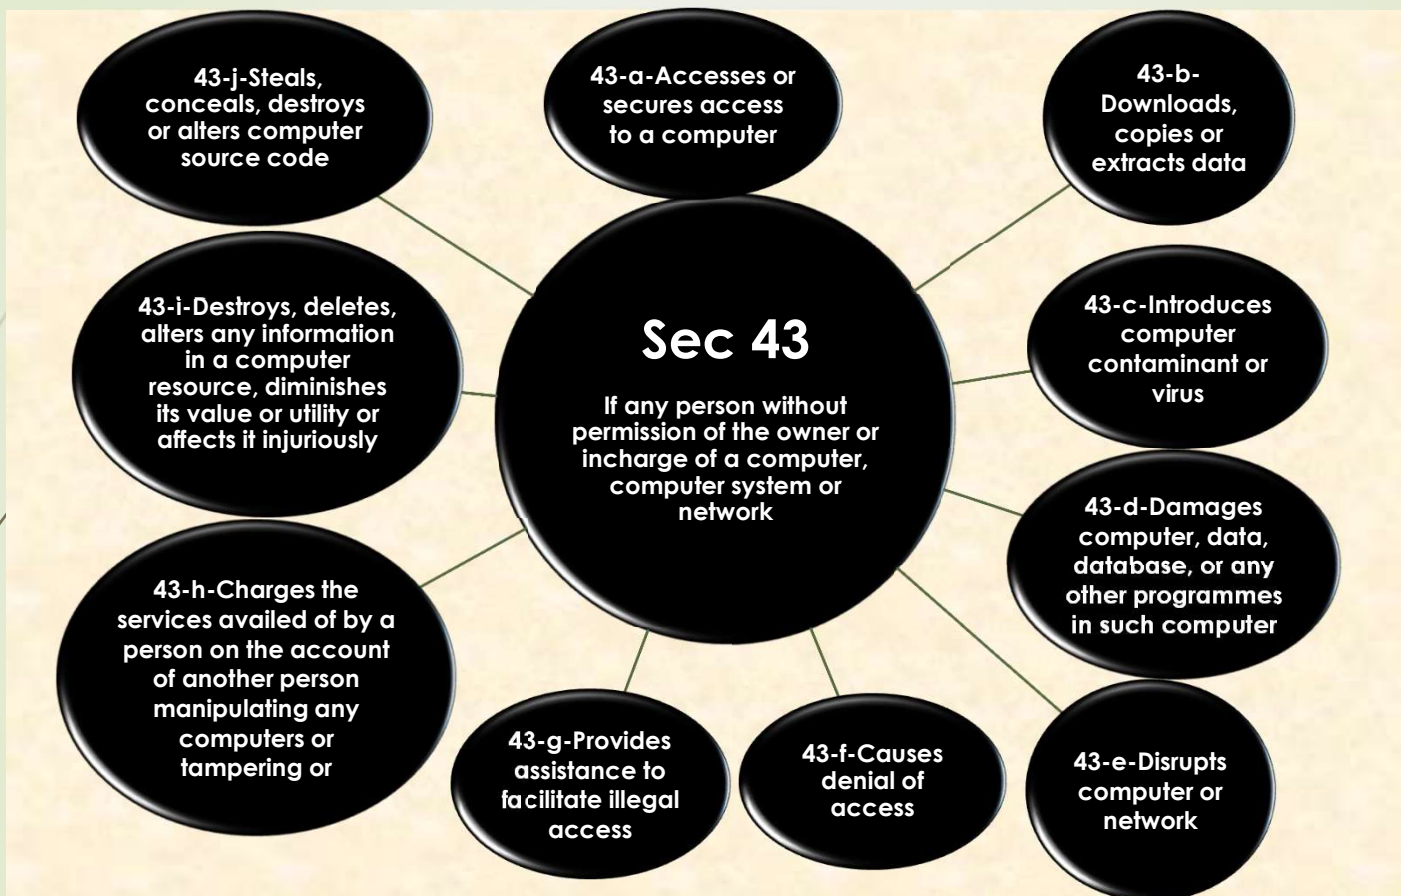 Sec 43
If any person without
permission of the owner or
incharge of a computer,
computer system or
network
43-a-Accesses or
secures access
to a computer
43-b-
Downloads,
copies or
extracts data
43-c-Introduces
computer
contaminant or
virus
43-d-Damages
computer, data,
database, or any
other programmes
in such computer
43-e-Disrupts
computer or
network
43-f-Causes
denial of
access
43-g-Provides
assistance to
facilitate illegal
access
43-h-Charges the
services availed of by a
person on the account
of another person
manipulating any
computers or
tampering or
43-i-Destroys, deletes,
alters any information
in a computer
resource, diminishes
its value or utility or
affects it injuriously
43-j-Steals,
conceals, destroys
or alters computer
source code